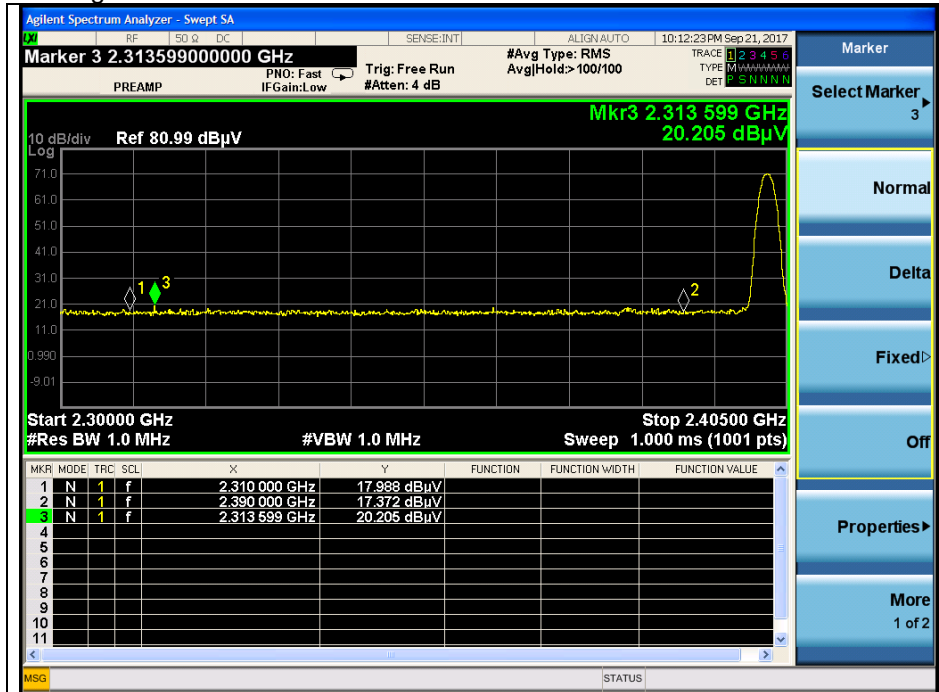 Agilent Spectrum Analyzer - Swept SA
LXI RF 50 Ω DC SENSE:INT ALIGN AUTO 10:12:23 PM Sep 21, 2017
Marker 3 2.313599000000 GHz
PREAMP
PNO: Fast
IFGain:Low
Trig: Free Run
#Atten: 4 dB
#Avg Type: RMS
Avg|Hold:>100/100
TRACE 1 2 3 4 5 6
TYPE M WWWWW
DET P S N N N N
Mkr3 2.313 599 GHz
20.205 dBµV
10 dB/div Ref 80.99 dBµV
Log
71.0
61.0
51.0
41.0
31.0
21.0
11.0
0.990
-9.01
1
3
2
Start 2.30000 GHz Stop 2.40500 GHz
#Res BW 1.0 MHz #VBW 1.0 MHz Sweep 1.000 ms (1001 pts)
MKR MODE TRC SCL X Y FUNCTION FUNCTION WIDTH FUNCTION VALUE
1 N 1 f 2.310 000 GHz 17.988 dBµV
2 N 1 f 2.390 000 GHz 17.372 dBµV
3 N 1 f 2.313 599 GHz 20.205 dBµV
4
5
6
7
8
9
10
11
MSG STATUS
Marker
Select Marker
3
Normal
Delta
Fixed
Off
Properties
More
1 of 2